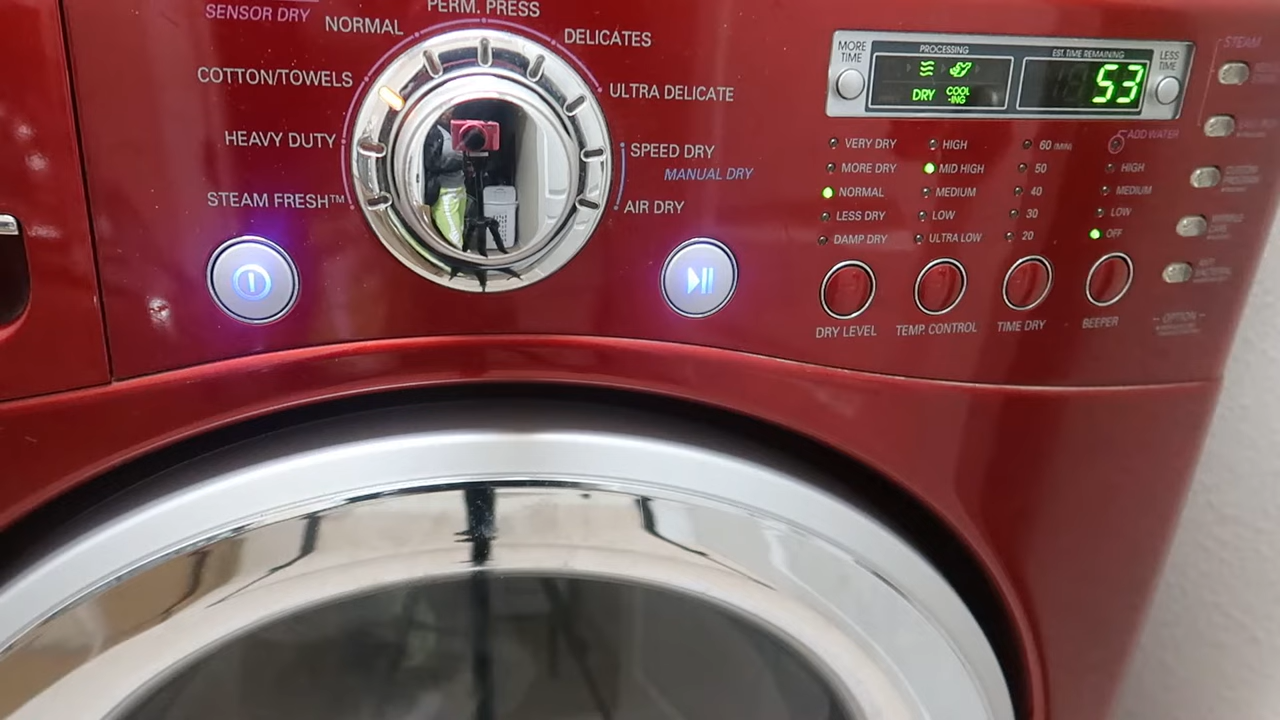 SENSOR DRY
NORMAL
PERM. PRESS
DELICATES
COTTON/TOWELS
ULTRA DELICATE
HEAVY DUTY
SPEED DRY
MANUAL DRY
STEAM FRESH™
AIR DRY
MORE TIME
PROCESSING
DRY
COOL-ING
EST. TIME REMAINING
53
LESS TIME
STEAM
VERY DRY
HIGH
60 (MIN)
ADD WATER
MORE DRY
MID HIGH
50
HIGH
NORMAL
MEDIUM
40
MEDIUM
LESS DRY
LOW
30
LOW
DAMP DRY
ULTRA LOW
20
OFF
DRY LEVEL
TEMP. CONTROL
TIME DRY
BEEPER
OPTION